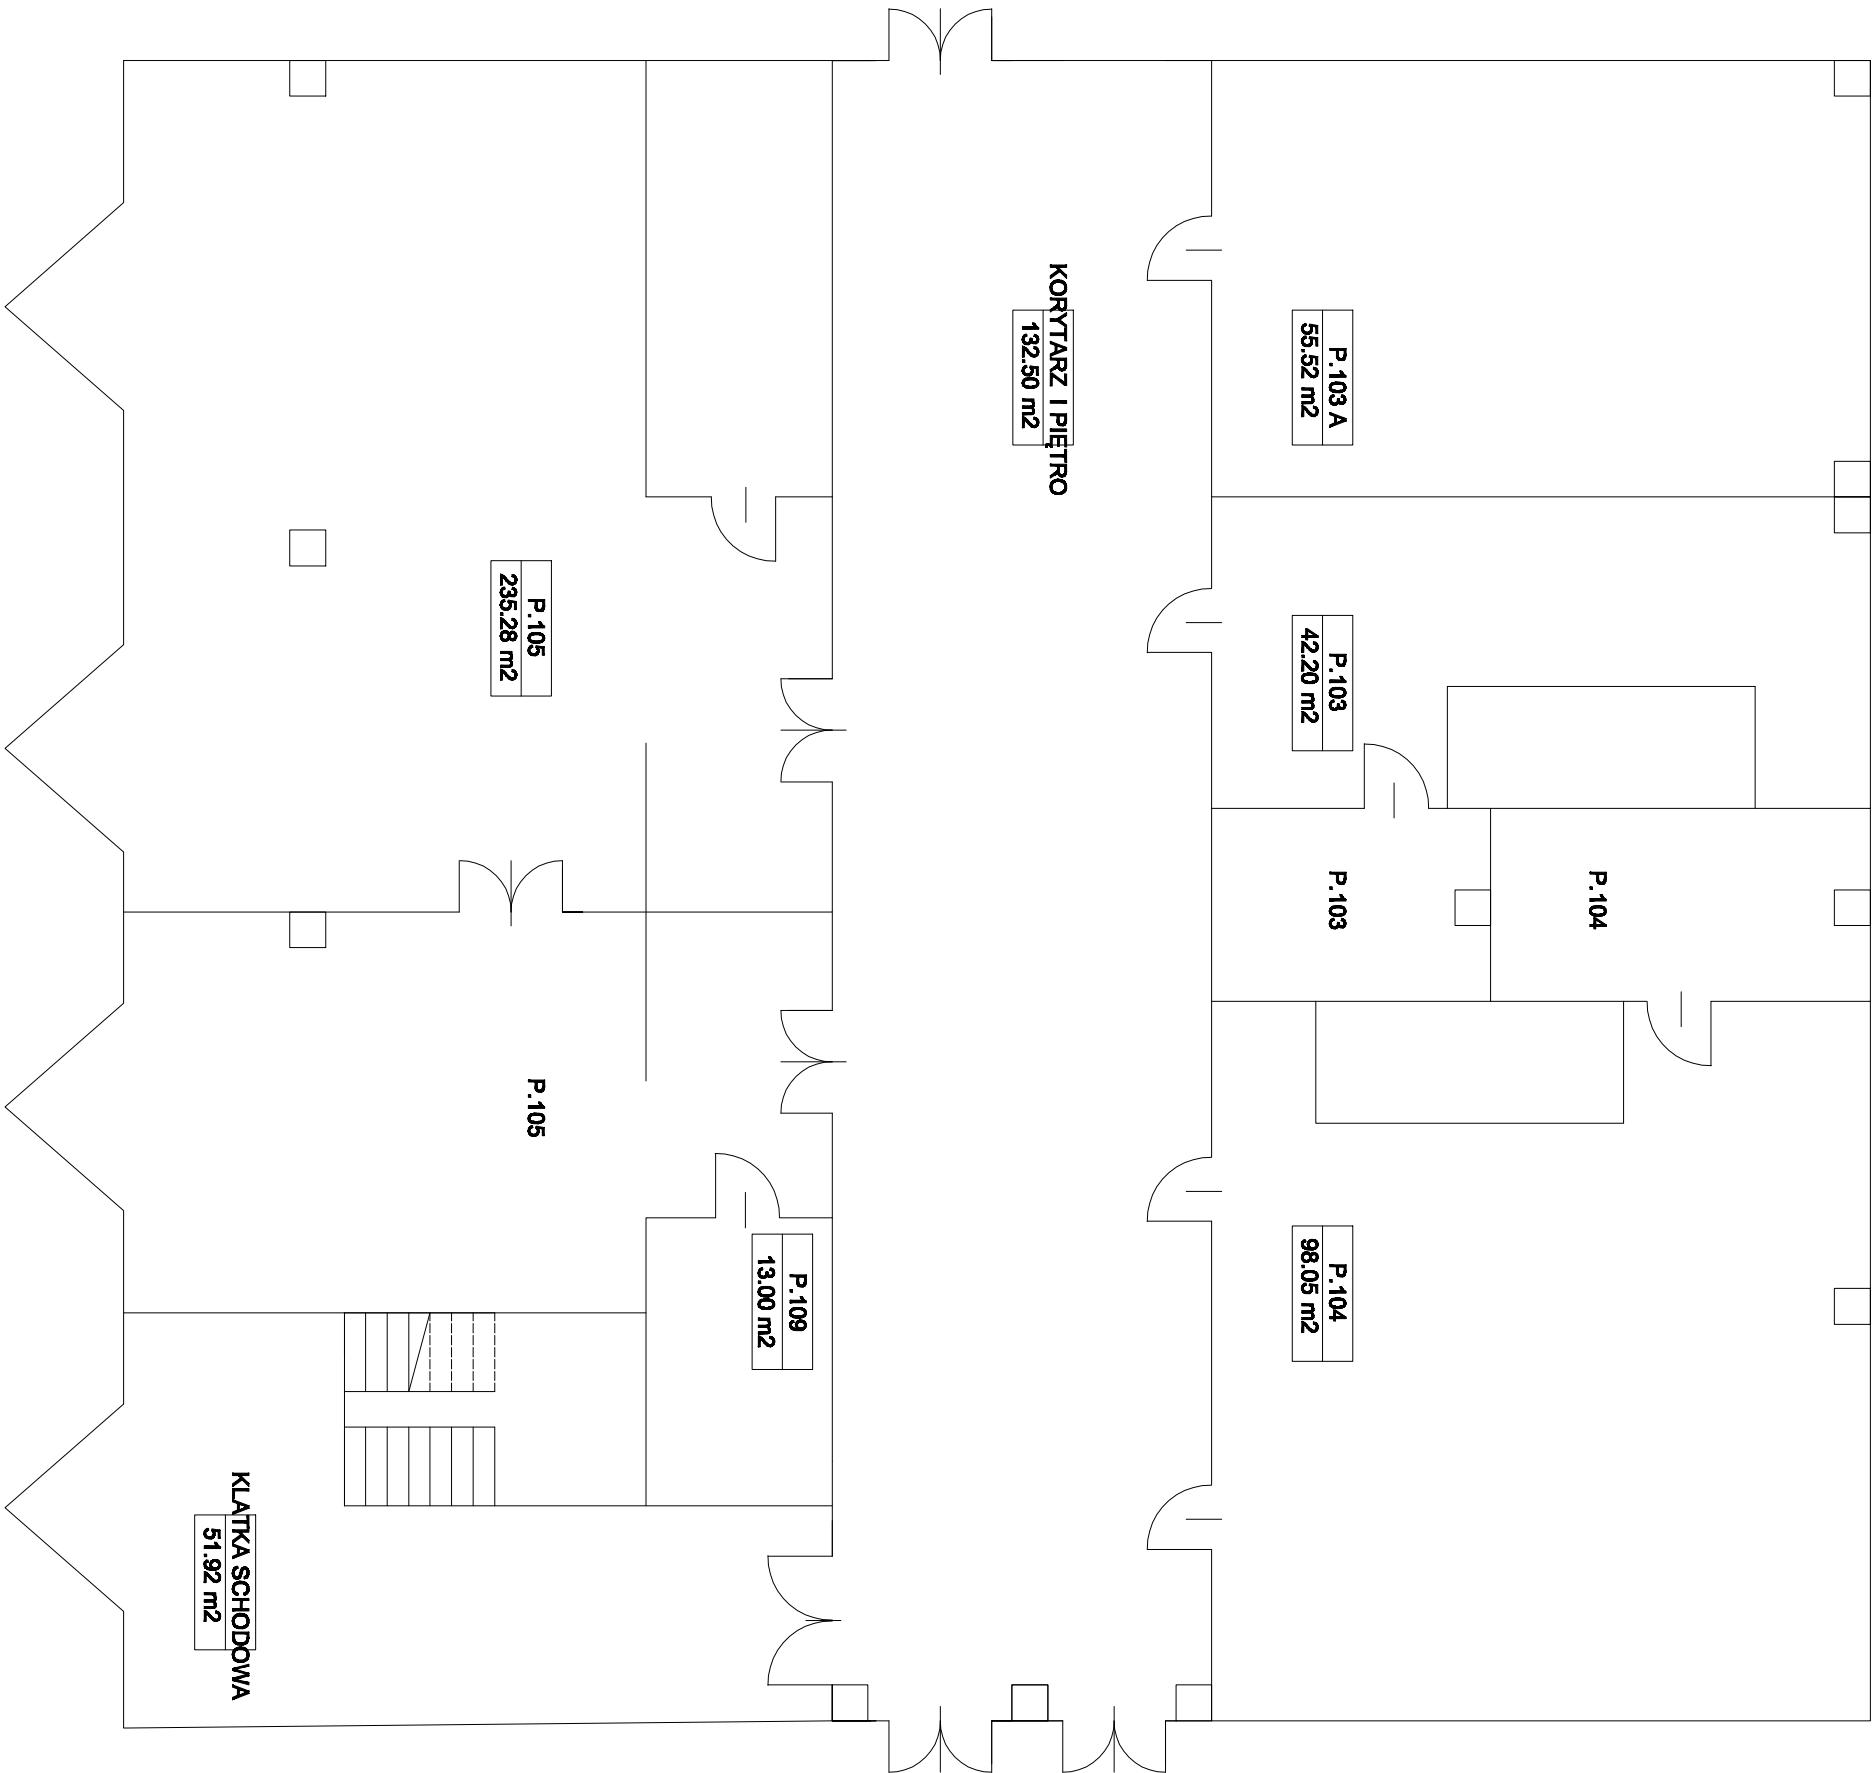 P.103 A
55.52 m2
KORYTARZ I PIĘTRO
132.50 m2
P.103
42.20 m2
P.105
235.28 m2
P.103
P.104
P.105
P.104
98.05 m2
P.109
13.00 m2
KLATKA SCHODOWA
51.92 m2